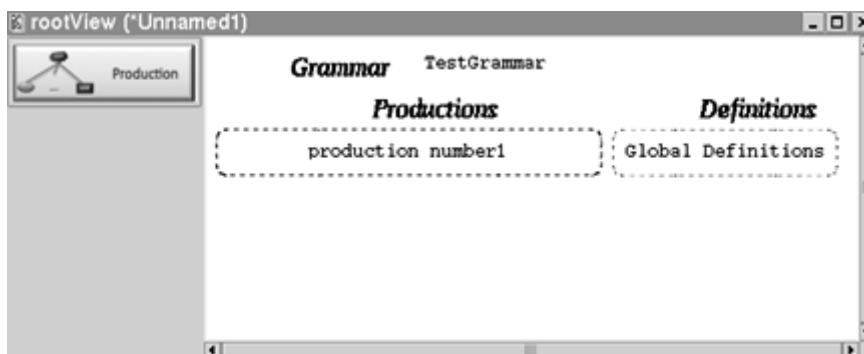 rootView (*Unnamed1)
Production
Grammar TestGrammar
Productions Definitions
production number1 Global Definitions